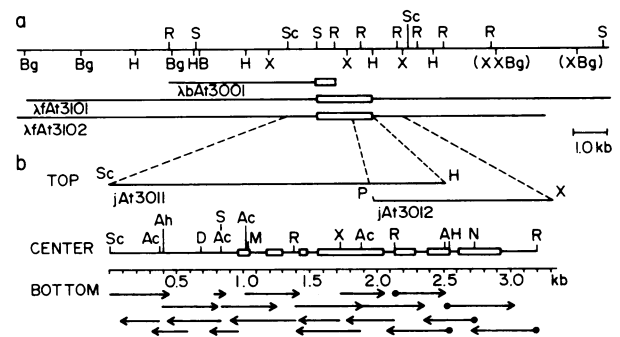 a
Sc
R S Sc S R R R R R R S
Bg Bg H Bg HB H X X H X H (XXBg) (XBg)
λbAt3001
λfAt3101
λfAt3102
1.0 kb
b
Sc H
TOP
jAt3011 P X
jAt3012
S
Ah Ac
CENTER Sc Ac D Ac M R X Ac R AH N R
0.5 1.0 1.5 2.0 2.5 3.0 kb
BOTTOM